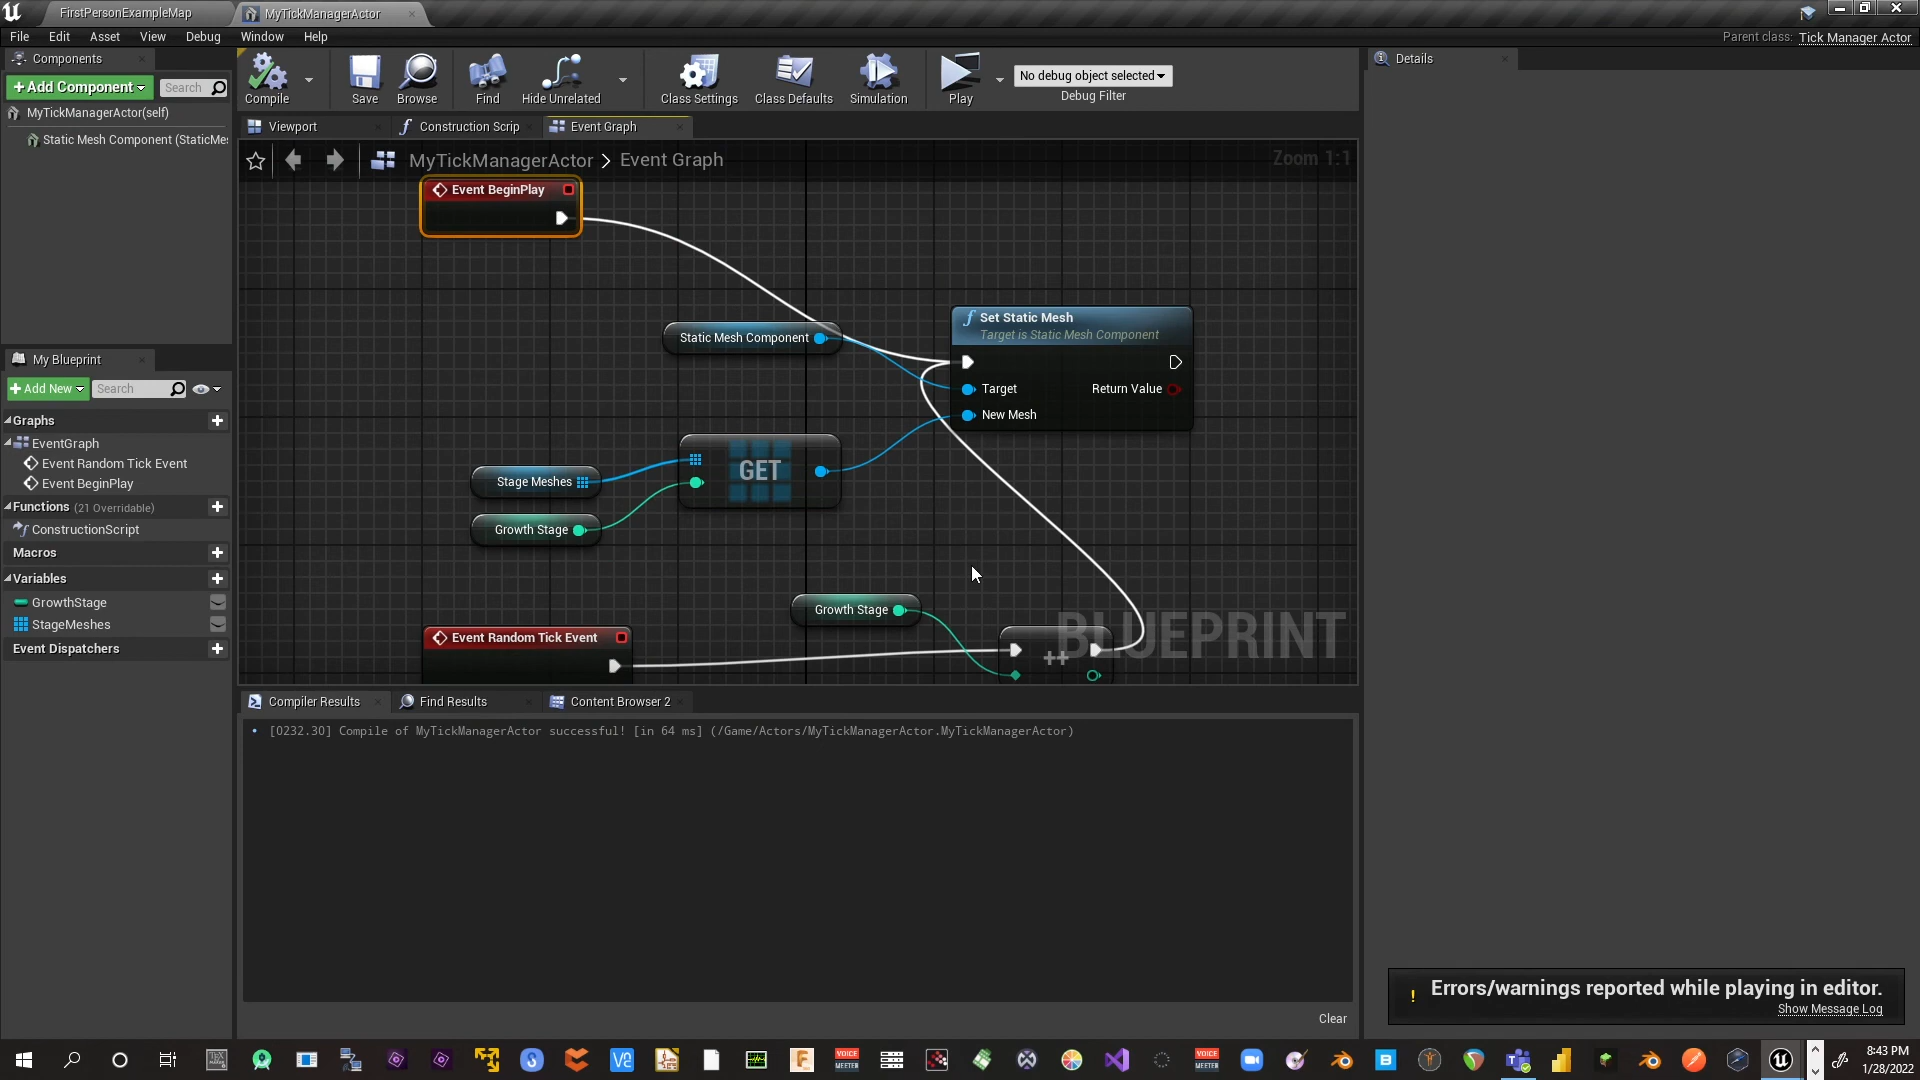 FirstPersonExampleMap
MyTickManagerActor
File Edit Asset View Debug Window Help
Parent class: Tick Manager Actor
Components
+Add Component
Search
MyTickManagerActor(self)
Static Mesh Component (StaticMes
Compile
Save
Browse
Find
Hide Unrelated
Class Settings
Class Defaults
Simulation
Play
No debug object selected
Debug Filter
Details
Viewport
Construction Scrip
Event Graph
MyTickManagerActor > Event Graph
Zoom 1:1
Event BeginPlay
Static Mesh Component
Set Static Mesh
Target is Static Mesh Component
Target
Return Value
New Mesh
GET
Stage Meshes
Growth Stage
Growth Stage
Event Random Tick Event
++
BLUEPRINT
My Blueprint
+Add New
Search
Graphs
EventGraph
Event Random Tick Event
Event BeginPlay
Functions (21 Overridable)
ConstructionScript
Macros
Variables
GrowthStage
StageMeshes
Event Dispatchers
Compiler Results
Find Results
Content Browser 2
[0232.30] Compile of MyTickManagerActor successful! [in 64 ms] (/Game/Actors/MyTickManagerActor.MyTickManagerActor)
Clear
Errors/warnings reported while playing in editor.
Show Message Log
VOICE
MEETER
VOICE
MEETER
8:43 PM
1/28/2022